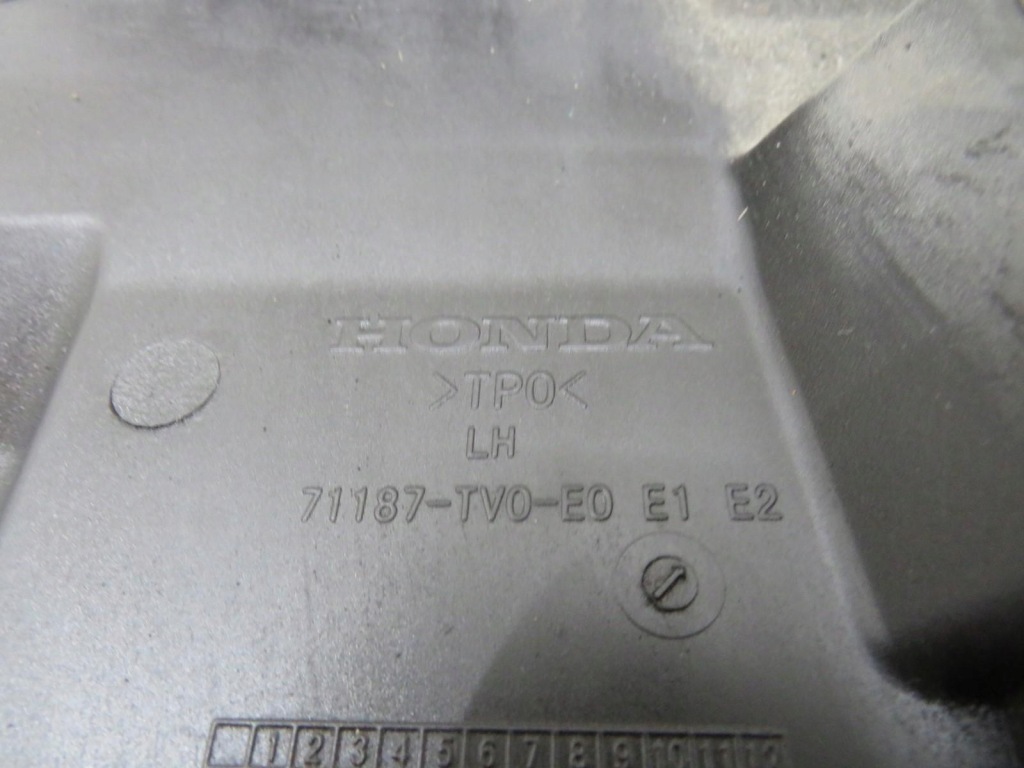 HONDA
>TPO<
LH
71187-TV0-E0 E1 E2
1 2 3 4 5 6 7 8 9 10 11 12